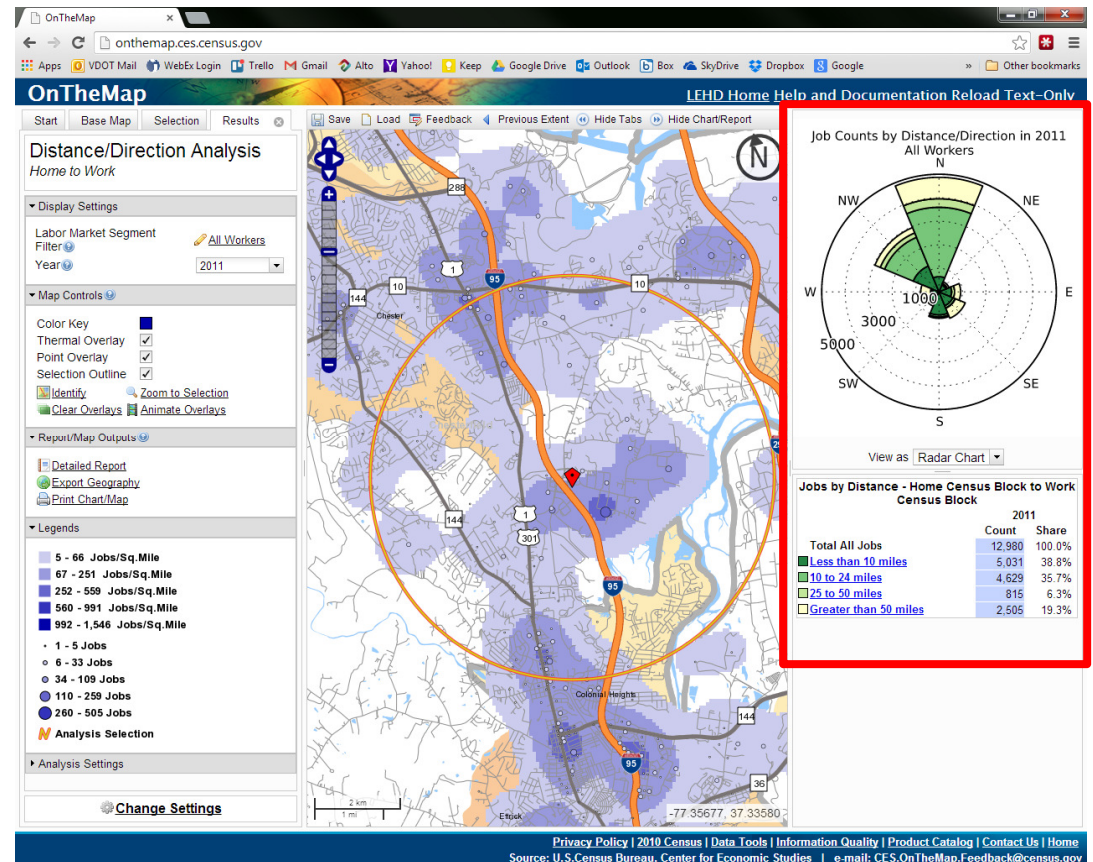 OnTheMap
onthemap.ces.census.gov
Apps VDOT Mail WebEx Login Trello Gmail Alto Yahoo! Keep Google Drive Outlook Box SkyDrive Dropbox Google » Other bookmarks
OnTheMap
LEHD Home Help and Documentation Reload Text-Only
Start Base Map Selection Results
Save Load Feedback Previous Extent Hide Tabs Hide Chart/Report
Distance/Direction Analysis
Home to Work
Display Settings
Labor Market Segment
Filter All Workers
Year 2011
Map Controls
Color Key
Thermal Overlay
Point Overlay
Selection Outline
Identify Zoom to Selection
Clear Overlays Animate Overlays
Report/Map Outputs
Detailed Report
Export Geography
Print Chart/Map
Legends
5 - 66 Jobs/Sq.Mile
67 - 251 Jobs/Sq.Mile
252 - 559 Jobs/Sq.Mile
560 - 991 Jobs/Sq.Mile
992 - 1,546 Jobs/Sq.Mile
1 - 5 Jobs
6 - 33 Jobs
34 - 109 Jobs
110 - 259 Jobs
260 - 505 Jobs
Analysis Selection
Analysis Settings
Change Settings
N
288
1
95
10
10
144
Chester
144
1
301
95
Colonial Heights
144
95
36
Ettrick
2 km
1 mi
-77.35677, 37.33580
Job Counts by Distance/Direction in 2011
All Workers
N
NW NE
W E
1000
3000
5000
SW SE
S
View as Radar Chart
Jobs by Distance - Home Census Block to Work
Census Block
2011
Count Share
Total All Jobs 12,980 100.0%
Less than 10 miles 5,031 38.8%
10 to 24 miles 4,629 35.7%
25 to 50 miles 815 6.3%
Greater than 50 miles 2,505 19.3%
Privacy Policy | 2010 Census | Data Tools | Information Quality | Product Catalog | Contact Us | Home
Source: U.S.Census Bureau, Center for Economic Studies | e-mail: CES.OnTheMap.Feedback@census.gov